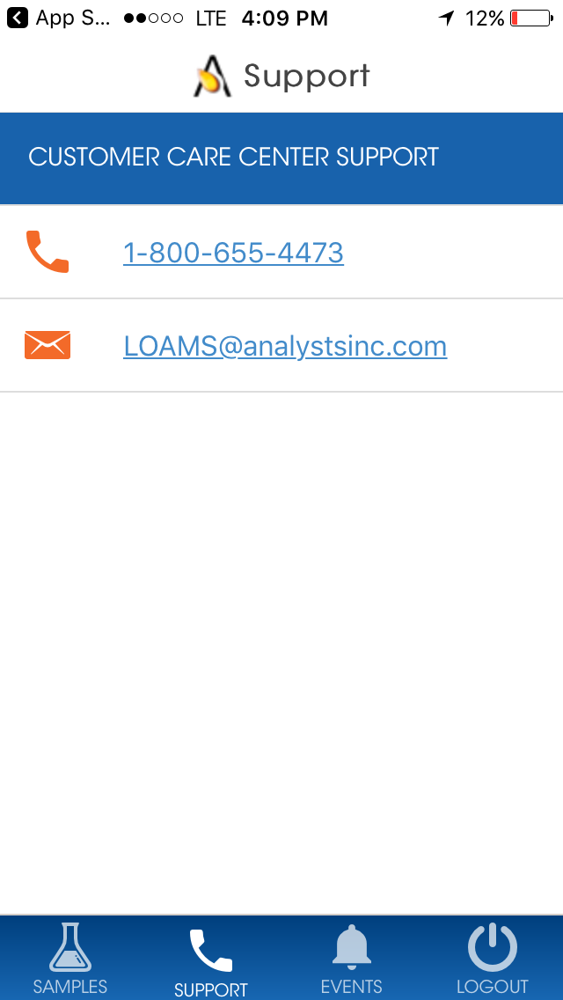 App S... LTE 4:09 PM 12%
Support
CUSTOMER CARE CENTER SUPPORT
1-800-655-4473
LOAMS@analystsinc.com
SAMPLES SUPPORT EVENTS LOGOUT